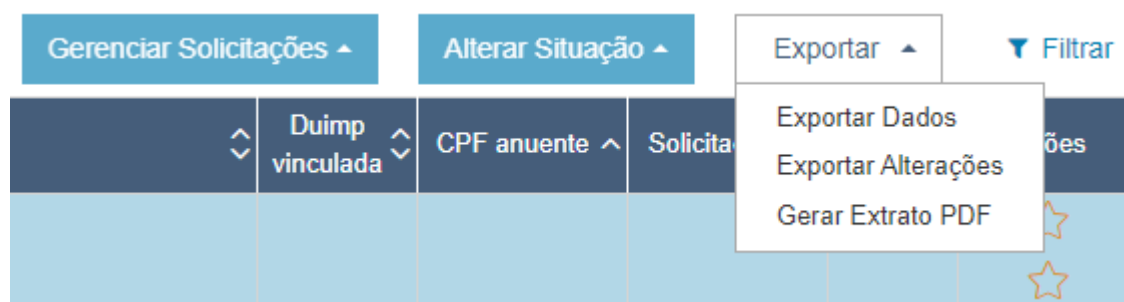 Gerenciar Solicitações
Alterar Situação
Exportar
Filtrar
Duimp
vinculada
CPF anuente
Exportar Dados
Exportar Alterações
Gerar Extrato PDF